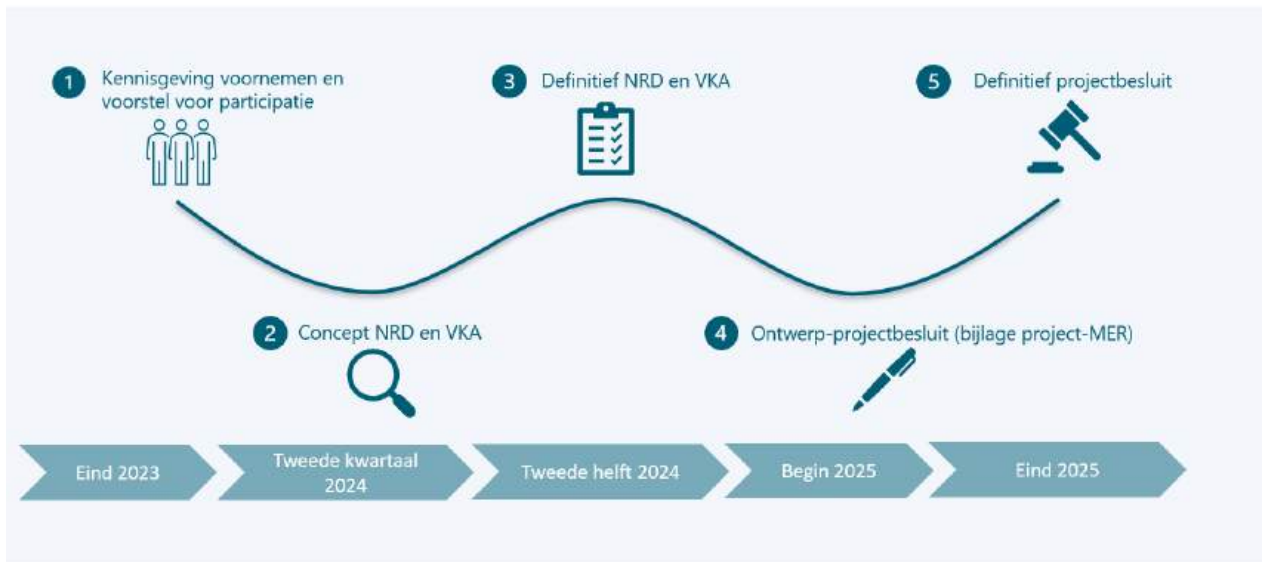 1 Kennisgeving voornemen en
voorstel voor participatie
2 Concept NRD en VKA
3 Definitief NRD en VKA
4 Ontwerp-projectbesluit (bijlage project-MER)
5 Definitief projectbesluit
Eind 2023
Tweede kwartaal
2024
Tweede helft 2024
Begin 2025
Eind 2025